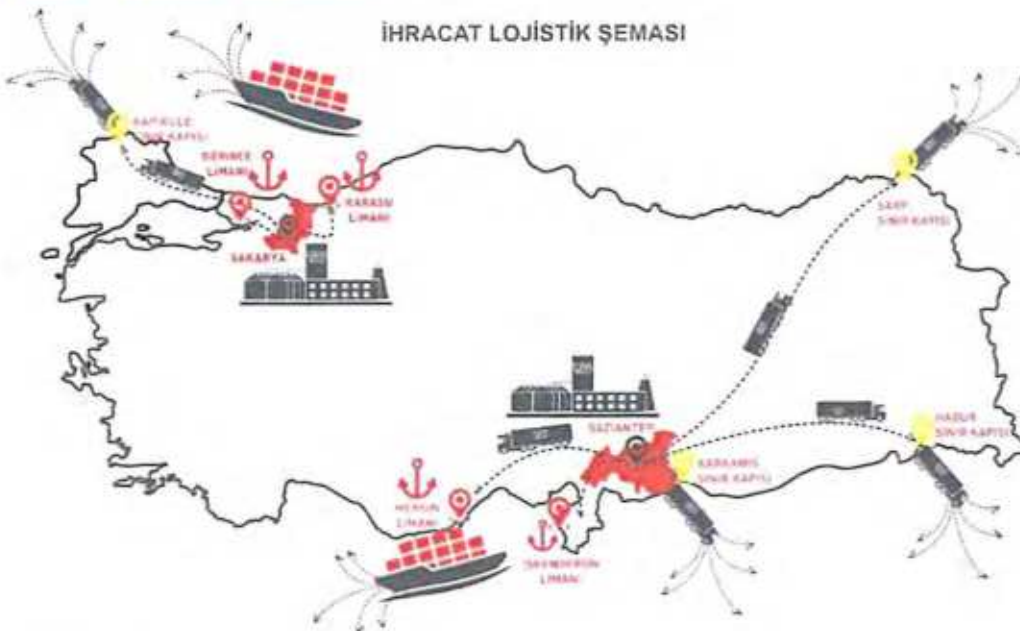 İHRACAT LOJİSTİK ŞEMASI
KAPIKULE
SINIR KAPISI
DERİNCE
LİMANI
KARASU
LİMANI
SAKARYA
SARP
SINIR KAPISI
GAZİANTEP
HABUR
SINIR KAPISI
KARKAMIŞ
SINIR KAPISI
MERSİN
LİMANI
İSKENDERUN
LİMANI